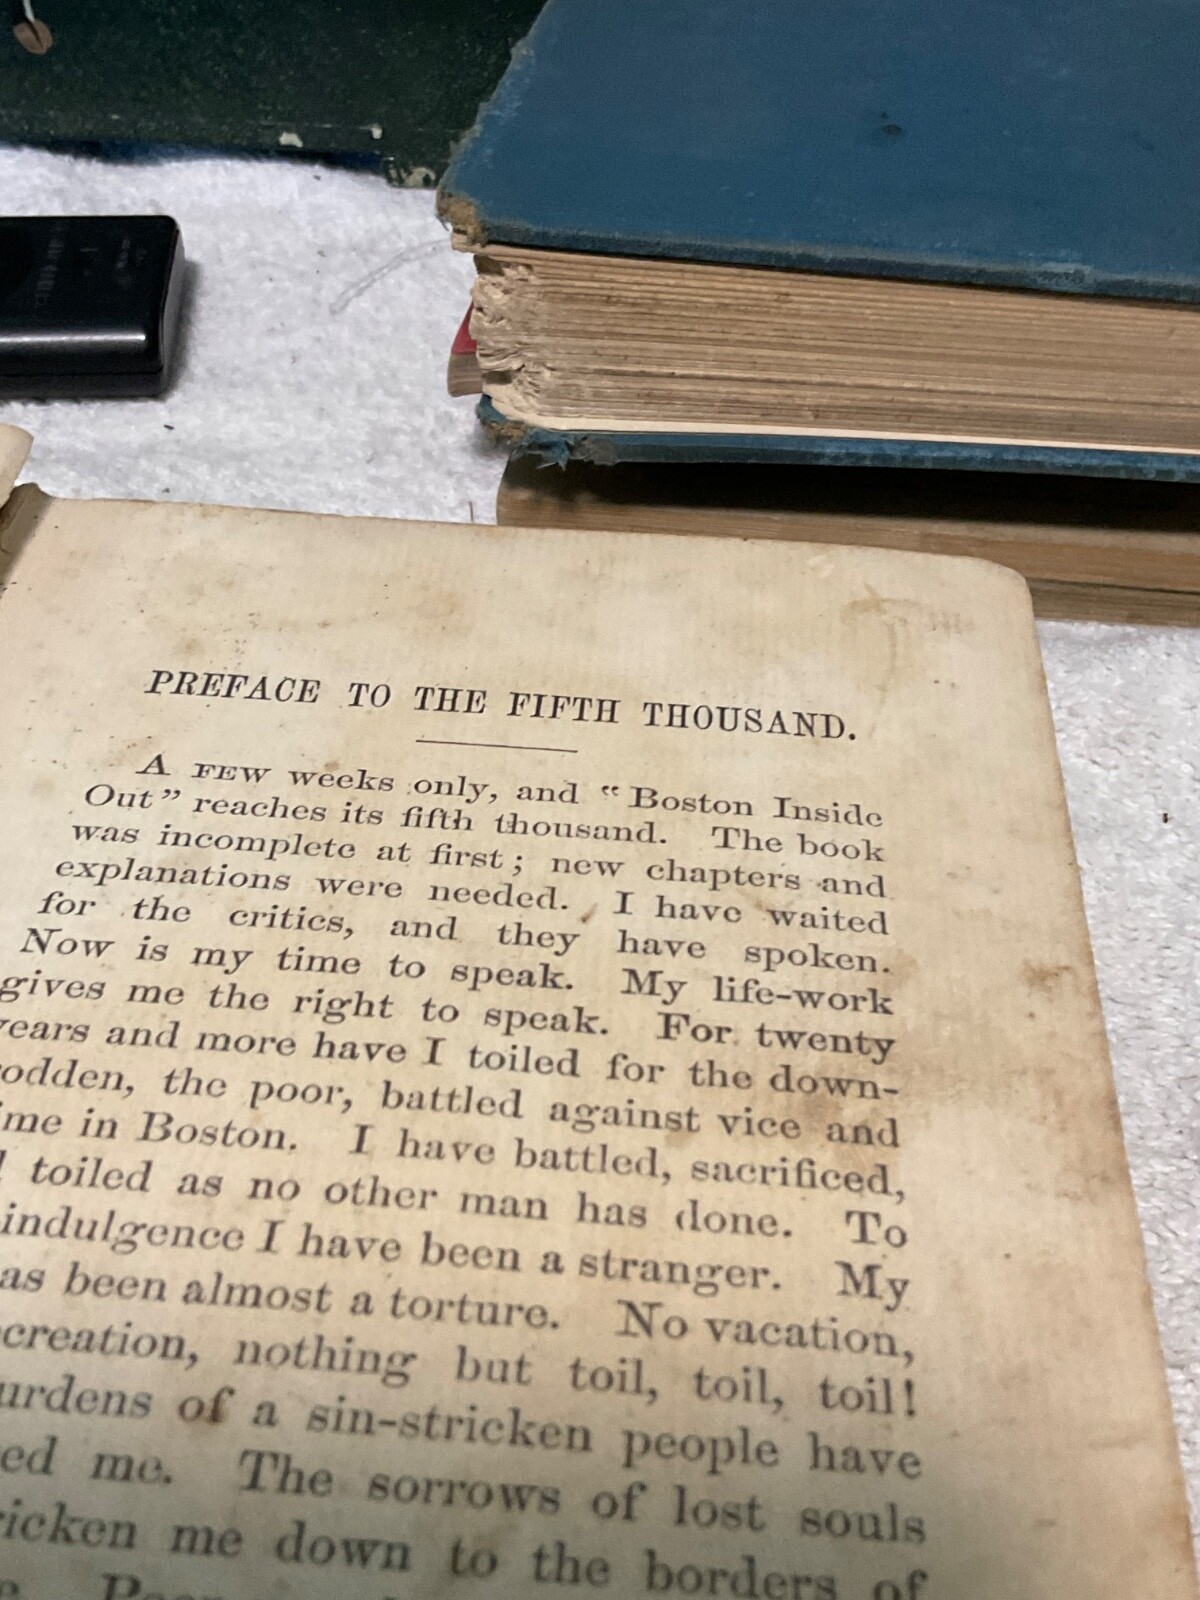 PREFACE TO THE FIFTH THOUSAND.
A FEW weeks only, and "Boston Inside
Out" reaches its fifth thousand. The book
was incomplete at first; new chapters and
explanations were needed. I have waited
for the critics, and they have spoken.
Now is my time to speak. My life-work
gives me the right to speak. For twenty
years and more have I toiled for the down-
odden, the poor, battled against vice and
ime in Boston. I have battled, sacrificed,
toiled as no other man has done. To
indulgence I have been a stranger. My
as been almost a torture. No vacation,
creation, nothing but toil, toil, toil!
urdens of a sin-stricken people have
ed me. The sorrows of lost souls
ricken me down to the borders of